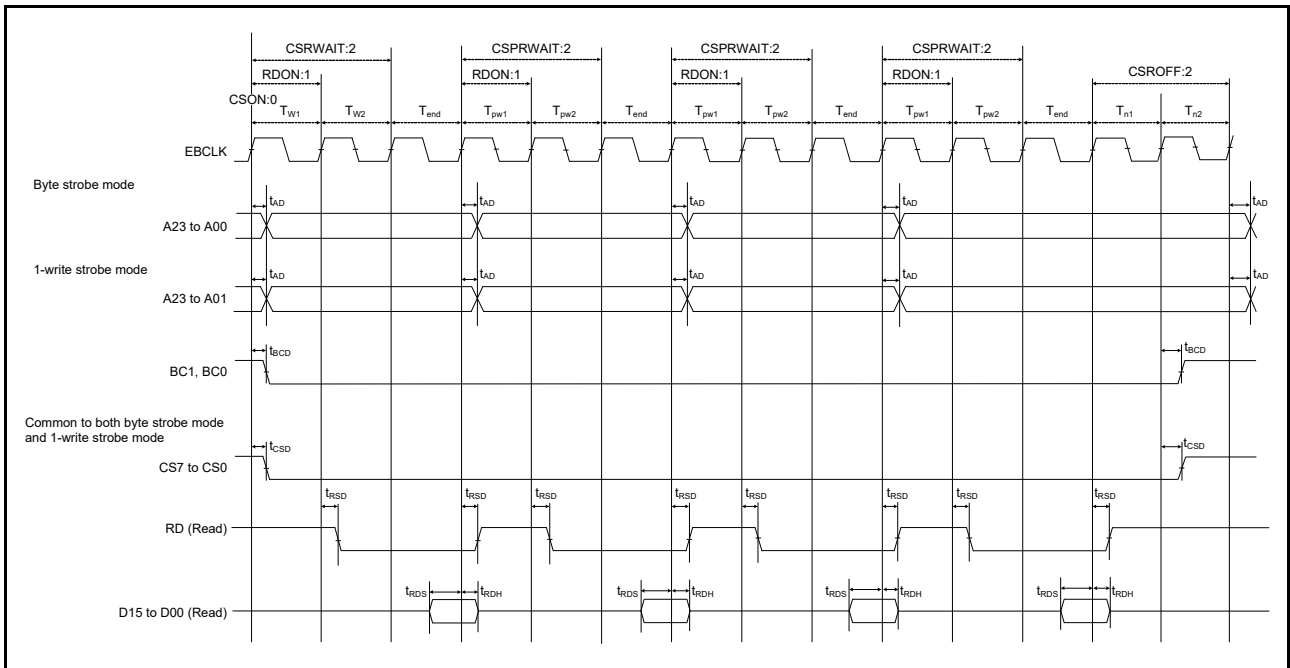 CSRWAIT:2 CSPRWAIT:2 CSPRWAIT:2 CSPRWAIT:2
RDON:1 RDON:1 RDON:1 RDON:1 CSROFF:2
CSON:0
TW1 TW2 Tend Tpw1 Tpw2 Tend Tpw1 Tpw2 Tend Tpw1 Tpw2 Tend Tn1 Tn2
EBCLK
Byte strobe mode
tAD tAD tAD tAD tAD
A23 to A00
1-write strobe mode
tAD tAD tAD tAD tAD
A23 to A01
tBCD tBCD
BC1, BC0
Common to both byte strobe mode
and 1-write strobe mode
tCSD tCSD
CS7 to CS0
tRSD tRSD tRSD tRSD tRSD tRSD tRSD tRSD
RD (Read)
tRDS tRDH tRDS tRDH tRDS tRDH tRDS tRDH
D15 to D00 (Read)